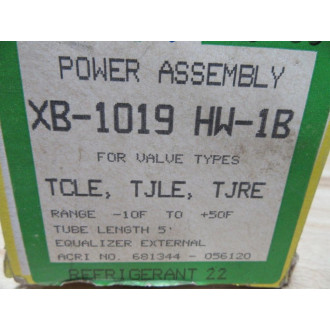 POWER ASSEMBLY
XB-1019 HW-1B
FOR VALVE TYPES
TCLE, TJLE, TJRE
RANGE -10F TO +50F
TUBE LENGTH 5'
EQUALIZER EXTERNAL
ACRI NO. 681344 - 056120
REFRIGERANT 22